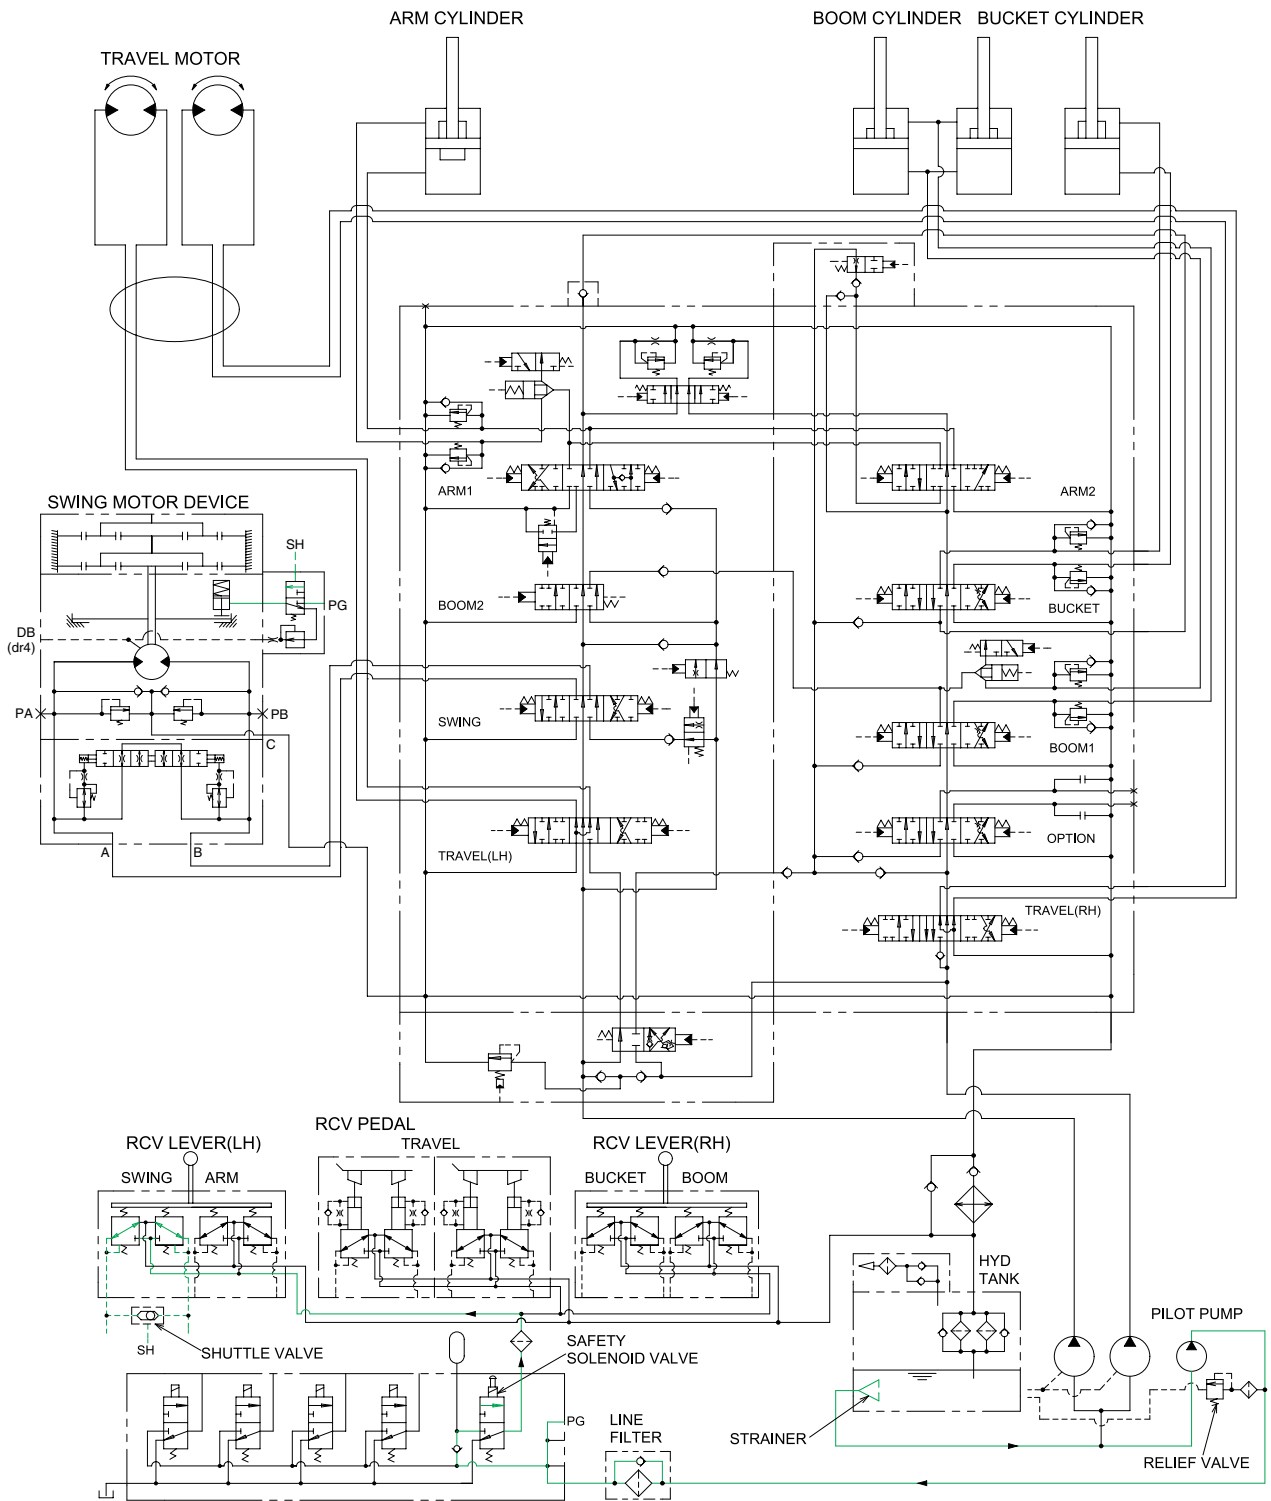 ARM CYLINDER
BOOM CYLINDER
BUCKET CYLINDER
TRAVEL MOTOR
ARM1
ARM2
SWING MOTOR DEVICE
SH
BUCKET
BOOM2
PG
DB
(dr4)
PA
PB
SWING
BOOM1
C
OPTION
A
B
TRAVEL(LH)
TRAVEL(RH)
RCV PEDAL
RCV LEVER(LH)
TRAVEL
RCV LEVER(RH)
SWING
ARM
BUCKET
BOOM
HYD
TANK
PILOT PUMP
SH
SHUTTLE VALVE
SAFETY
SOLENOID VALVE
PG
LINE
FILTER
STRAINER
RELIEF VALVE